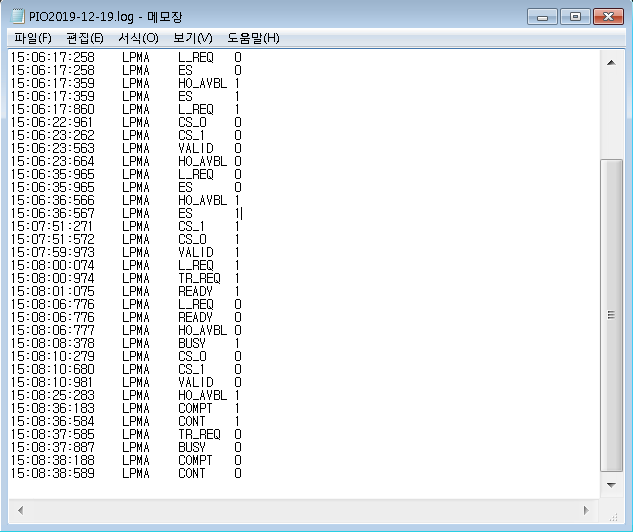 PIO2019-12-19.log - 메모장
파일(F) 편집(E) 서식(O) 보기(V) 도움말(H)
15:06:17:258 LPMA L_REQ 0
15:06:17:258 LPMA ES 0
15:06:17:359 LPMA HO_AVBL 1
15:06:17:359 LPMA ES 1
15:06:17:860 LPMA L_REQ 1
15:06:22:961 LPMA CS_0 0
15:06:23:262 LPMA CS_1 0
15:06:23:563 LPMA VALID 0
15:06:23:664 LPMA HO_AVBL 0
15:06:35:965 LPMA L_REQ 0
15:06:35:965 LPMA ES 0
15:06:36:566 LPMA HO_AVBL 1
15:06:36:567 LPMA ES 1
15:07:51:271 LPMA CS_1 1
15:07:51:572 LPMA CS_0 1
15:07:59:973 LPMA VALID 1
15:08:00:074 LPMA L_REQ 1
15:08:00:974 LPMA TR_REQ 1
15:08:01:075 LPMA READY 1
15:08:06:776 LPMA L_REQ 0
15:08:06:776 LPMA READY 0
15:08:06:777 LPMA HO_AVBL 0
15:08:08:378 LPMA BUSY 1
15:08:10:279 LPMA CS_0 0
15:08:10:680 LPMA CS_1 0
15:08:10:981 LPMA VALID 0
15:08:25:283 LPMA HO_AVBL 1
15:08:36:183 LPMA COMPT 1
15:08:36:584 LPMA CONT 1
15:08:37:585 LPMA TR_REQ 0
15:08:37:887 LPMA BUSY 0
15:08:38:188 LPMA COMPT 0
15:08:38:589 LPMA CONT 0